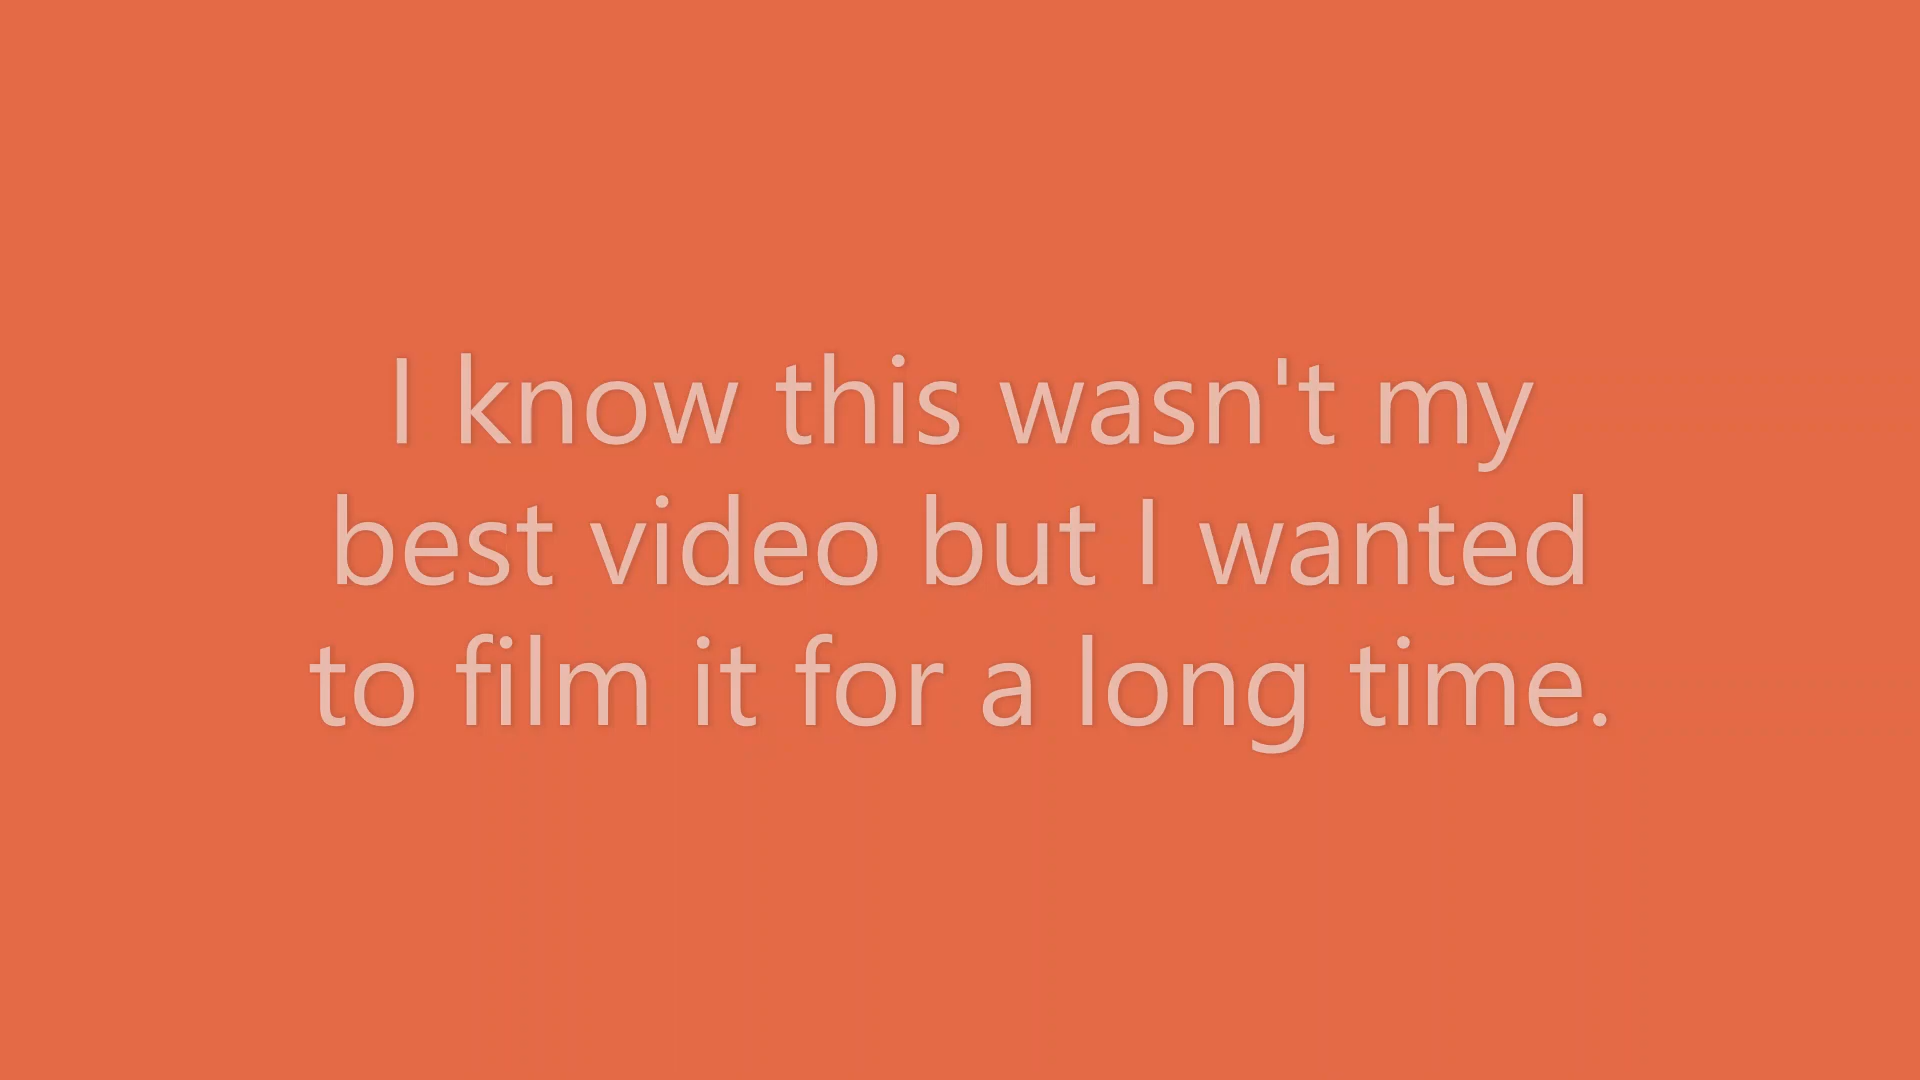 I know this wasn't my
best video but I wanted
to film it for a long time.